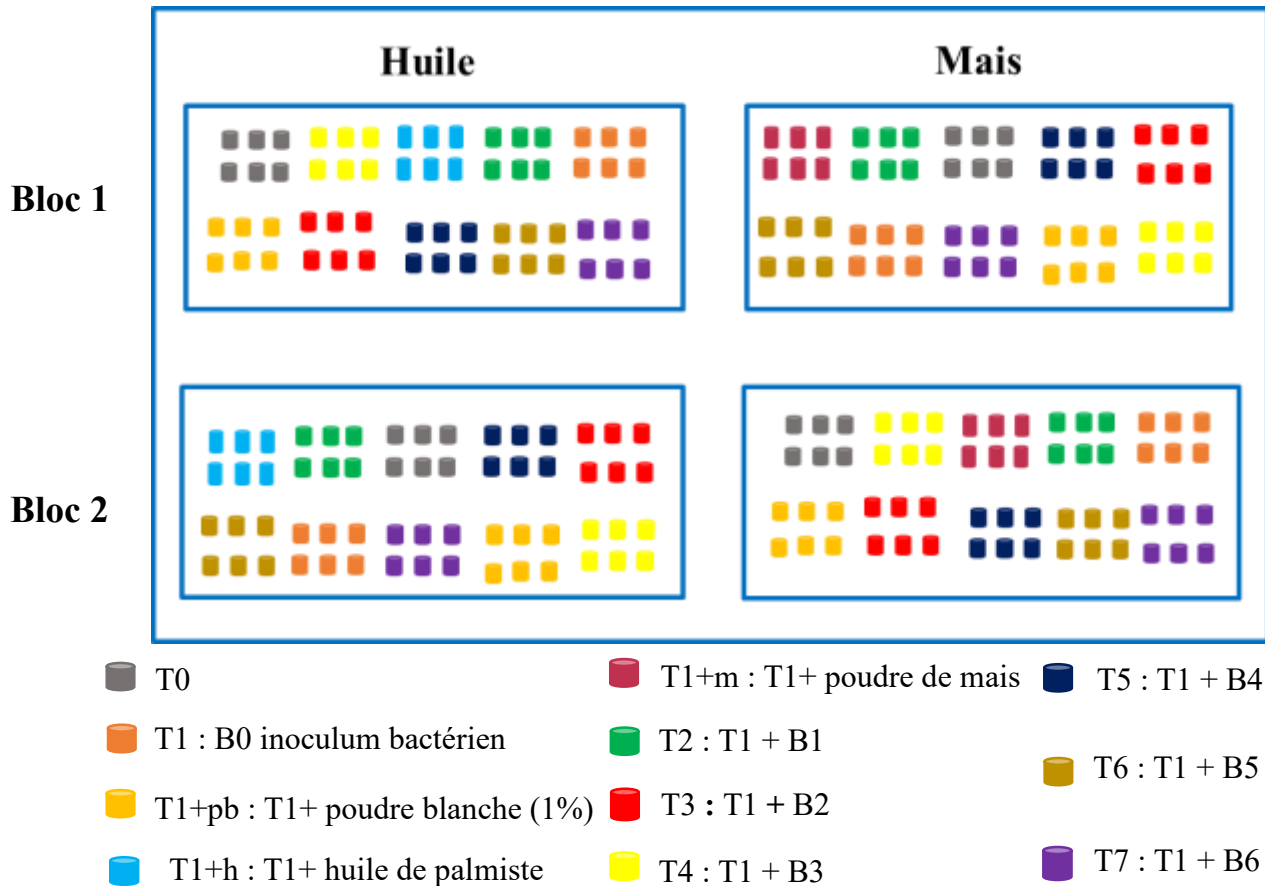 Huile
Mais
Bloc 1
Bloc 2
T0
T1 : B0 inoculum bactérien
T1+pb : T1+ poudre blanche (1%)
T1+h : T1+ huile de palmiste
T1+m : T1+ poudre de mais
T2 : T1 + B1
T3 : T1 + B2
T4 : T1 + B3
T5 : T1 + B4
T6 : T1 + B5
T7 : T1 + B6